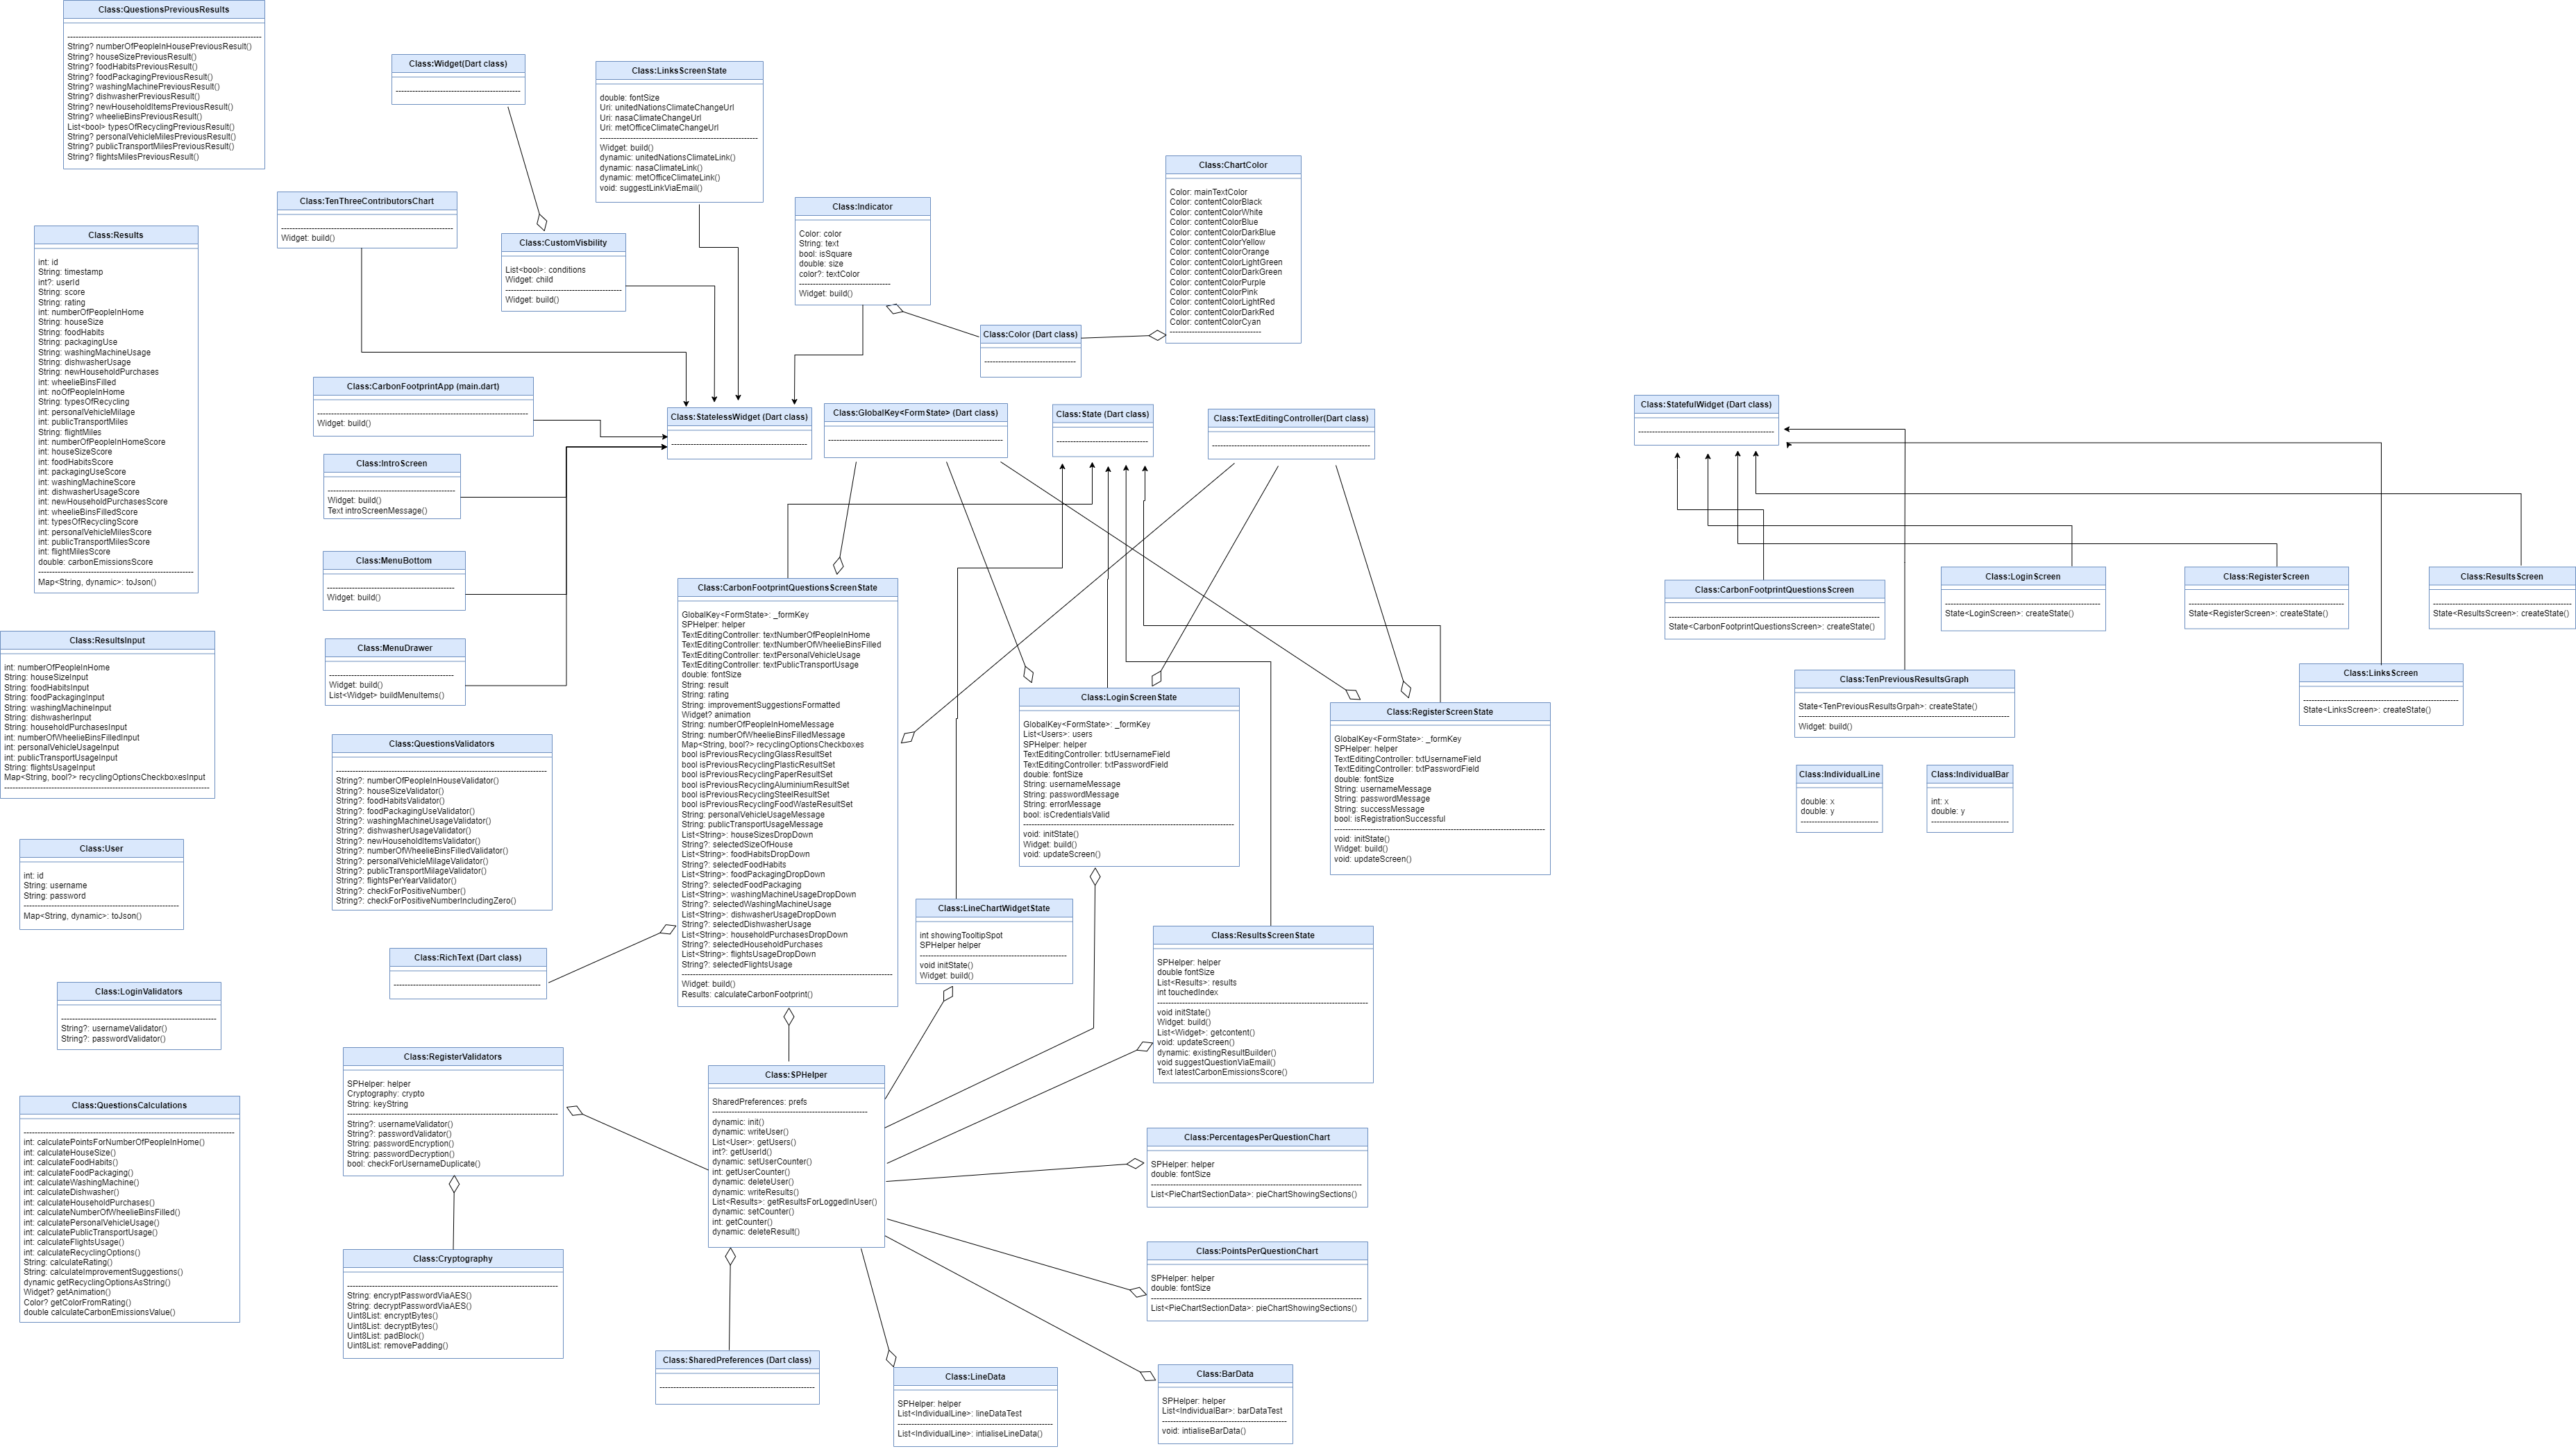 Class:QuestionsPreviousResults
String? numberOfPeopleInHousePreviousResult()
String? houseSizePreviousResult()
String? foodHabitsPreviousResult()
String? foodPackagingPreviousResult()
String? washingMachinePreviousResult()
String? dishwasherPreviousResult()
String? newHouseholdItemsPreviousResult()
String? wheelieBinsPreviousResult()
List<bool> typesOfRecyclingPreviousResult()
String? personalVehicleMilesPreviousResult()
String? publicTransportMilesPreviousResult()
String? flightsMilesPreviousResult()
Class:Widget(Dart class)
Class:LinksScreenState
double: fontSize
Uri: unitedNationsClimateChangeUrl
Uri: nasaClimateChangeUrl
Uri: metOfficeClimateChangeUrl
Widget: build()
dynamic: unitedNationsClimateLink()
dynamic: nasaClimateLink()
dynamic: metOfficeClimateLink()
void: suggestLinkViaEmail()
Class:ChartColor
Color: mainTextColor
Color: contentColorBlack
Color: contentColorWhite
Color: contentColorBlue
Color: contentColorDarkBlue
Color: contentColorYellow
Color: contentColorOrange
Color: contentColorLightGreen
Color: contentColorDarkGreen
Color: contentColorPurple
Color: contentColorPink
Color: contentColorLightRed
Color: contentColorDarkRed
Color: contentColorCyan
Class:TenThreeContributorsChart
Widget: build()
Class:Indicator
Color: color
String: text
bool: isSquare
double: size
color?: textColor
Widget: build()
Class:CustomVisbility
List<bool>: conditions
Widget: child
Widget: build()
Class:Color (Dart class)
Class:Results
int: id
String: timestamp
int?: userId
String: score
String: rating
int: numberOfPeopleInHome
String: houseSize
String: foodHabits
String: packagingUse
String: washingMachineUsage
String: dishwasherUsage
String: newHouseholdPurchases
int: wheelieBinsFilled
int: noOfPeopleInHome
String: typesOfRecycling
int: personalVehicleMilage
int: publicTransportMiles
String: flightMiles
int: numberOfPeopleInHomeScore
int: houseSizeScore
int: foodHabitsScore
int: packagingUseScore
int: washingMachineScore
int: dishwasherUsageScore
int: newHouseholdPurchasesScore
int: wheelieBinsFilledScore
int: typesOfRecyclingScore
int: personalVehicleMilesScore
int: publicTransportMilesScore
int: flightMilesScore
double: carbonEmissionsScore
Map<String, dynamic>: toJson()
Class:CarbonFootprintApp (main.dart)
Widget: build()
Class:StatelessWidget (Dart class)
Class:GlobalKey<FormState> (Dart class)
Class:State (Dart class)
Class:TextEditingController(Dart class)
Class:StatefulWidget (Dart class)
Class:IntroScreen
Widget: build()
Text introScreenMessage()
Class:MenuBottom
Widget: build()
Class:MenuDrawer
Widget: build()
List<Widget> buildMenuItems()
Class:CarbonFootprintQuestionsScreenState
GlobalKey<FormState>: _formKey
SPHelper: helper
TextEditingController: textNumberOfPeopleInHome
TextEditingController: textNumberOfWheelieBinsFilled
TextEditingController: textPersonalVehicleUsage
TextEditingController: textPublicTransportUsage
double: fontSize
String: result
String: rating
String: improvementSuggestionsFormatted
Widget? animation
String: numberOfPeopleInHomeMessage
String: numberOfWheelieBinsFilledMessage
Map<String, bool?> recyclingOptionsCheckboxes
bool isPreviousRecyclingGlassResultSet
bool isPreviousRecyclingPlasticResultSet
bool isPreviousRecyclingPaperResultSet
bool isPreviousRecyclingAluminiumResultSet
bool isPreviousRecyclingSteelResultSet
bool isPreviousRecyclingFoodWasteResultSet
String: personalVehicleUsageMessage
String: publicTransportUsageMessage
List<String>: houseSizesDropDown
String?: selectedSizeOfHouse
List<String>: foodHabitsDropDown
String?: selectedFoodHabits
List<String>: foodPackagingDropDown
String?: selectedFoodPackaging
List<String>: washingMachineUsageDropDown
String?: selectedWashingMachineUsage
List<String>: dishwasherUsageDropDown
String?: selectedDishwasherUsage
List<String>: householdPurchasesDropDown
String?: selectedHouseholdPurchases
List<String>: flightsUsageDropDown
String?: selectedFlightsUsage
Widget: build()
Results: calculateCarbonFootprint()
Class:CarbonFootprintQuestionsScreen
State<CarbonFootprintQuestionsScreen>: createState()
Class:LoginScreen
State<LoginScreen>: createState()
Class:RegisterScreen
State<RegisterScreen>: createState()
Class:ResultsScreen
State<ResultsScreen>: createState()
Class:ResultsInput
int: numberOfPeopleInHome
String: houseSizeInput
String: foodHabitsInput
String: foodPackagingInput
String: washingMachineInput
String: dishwasherInput
String: householdPurchasesInput
int: numberOfWheelieBinsFilledInput
int: personalVehicleUsageInput
int: publicTransportUsageInput
String: flightsUsageInput
Map<String, bool?> recyclingOptionsCheckboxesInput
Class:TenPreviousResultsGraph
State<TenPreviousResultsGrpah>: createState()
Widget: build()
Class:LinksScreen
State<LinksScreen>: createState()
Class:LoginScreenState
GlobalKey<FormState>: _formKey
List<Users>: users
SPHelper: helper
TextEditingController: txtUsernameField
TextEditingController: txtPasswordField
double: fontSize
String: usernameMessage
String: passwordMessage
String: errorMessage
bool: isCredentialsValid
void: initState()
Widget: build()
void: updateScreen()
Class:RegisterScreenState
GlobalKey<FormState>: _formKey
SPHelper: helper
TextEditingController: txtUsernameField
TextEditingController: txtPasswordField
double: fontSize
String: usernameMessage
String: passwordMessage
String: successMessage
bool: isRegistrationSuccessful
void: initState()
Widget: build()
void: updateScreen()
Class:QuestionsValidators
String?: numberOfPeopleInHouseValidator()
String?: houseSizeValidator()
String?: foodHabitsValidator()
String?: foodPackagingUseValidator()
String?: washingMachineUsageValidator()
String?: dishwasherUsageValidator()
String?: newHouseholdItemsValidator()
String?: numberOfWheelieBinsFilledValidator()
String?: personalVehicleMilageValidator()
String?: publicTransportMilageValidator()
String?: flightsPerYearValidator()
String?: checkForPositiveNumber()
String?: checkForPositiveNumberIncludingZero()
Class:IndividualLine
double: x
double: y
Class:IndividualBar
int: x
double: y
Class:User
int: id
String: username
String: password
Map<String, dynamic>: toJson()
Class:LineChartWidgetState
int showingTooltipSpot
SPHelper helper
void initState()
Widget: build()
Class:ResultsScreenState
SPHelper: helper
double fontSize
List<Results>: results
int touchedIndex
void initState()
Widget: build()
List<Widget>: getcontent()
void: updateScreen()
dynamic: existingResultBuilder()
void suggestQuestionViaEmail()
Text latestCarbonEmissionsScore()
Class:RichText (Dart class)
Class:LoginValidators
String?: usernameValidator()
String?: passwordValidator()
Class:RegisterValidators
SPHelper: helper
Cryptography: crypto
String: keyString
String?: usernameValidator()
String?: passwordValidator()
String: passwordEncryption()
String: passwordDecryption()
bool: checkForUsernameDuplicate()
Class:SPHelper
SharedPreferences: prefs
dynamic: init()
dynamic: writeUser()
List<User>: getUsers()
int?: getUserId()
dynamic: setUserCounter()
int: getUserCounter()
dynamic: deleteUser()
dynamic: writeResults()
List<Results>: getResultsForLoggedInUser()
dynamic: setCounter()
int: getCounter()
dynamic: deleteResult()
Class:QuestionsCalculations
int: calculatePointsForNumberOfPeopleInHome()
int: calculateHouseSize()
int: calculateFoodHabits()
int: calculateFoodPackaging()
int: calculateWashingMachine()
int: calculateDishwasher()
int: calculateHouseholdPurchases()
int: calculateNumberOfWheelieBinsFilled()
int: calculatePersonalVehicleUsage()
int: calculatePublicTransportUsage()
int: calculateFlightsUsage()
int: calculateRecyclingOptions()
String: calculateRating()
String: calculateImprovementSuggestions()
dynamic getRecyclingOptionsAsString()
Widget? getAnimation()
Color? getColorFromRating()
double calculateCarbonEmissionsValue()
Class:PercentagesPerQuestionChart
SPHelper: helper
double: fontSize
List<PieChartSectionData>: pieChartShowingSections()
Class:PointsPerQuestionChart
SPHelper: helper
double: fontSize
List<PieChartSectionData>: pieChartShowingSections()
Class:Cryptography
String: encryptPasswordViaAES()
String: decryptPasswordViaAES()
Uint8List: encryptBytes()
Uint8List: decryptBytes()
Uint8List: padBlock()
Uint8List: removePadding()
Class:SharedPreferences (Dart class)
Class:LineData
SPHelper: helper
List<IndividualLine>: lineDataTest
List<IndividualLine>: intialiseLineData()
Class:BarData
SPHelper: helper
List<IndividualBar>: barDataTest
void: intialiseBarData()